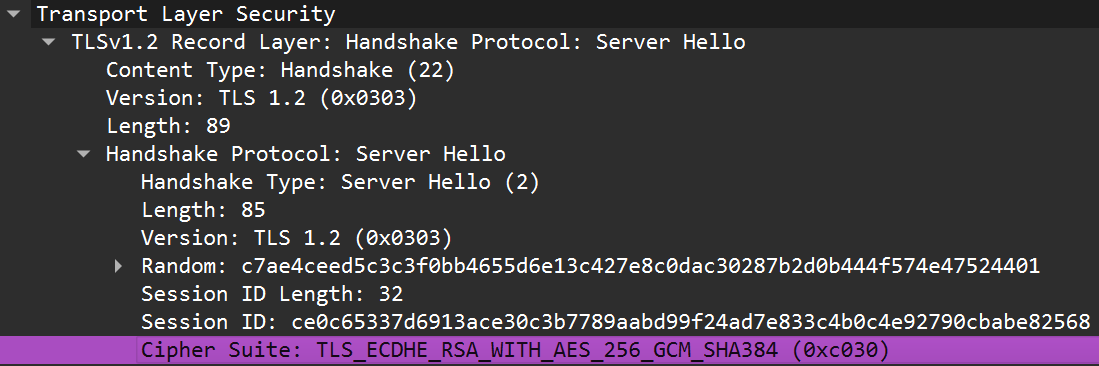 Transport Layer Security
TLSv1.2 Record Layer: Handshake Protocol: Server Hello
Content Type: Handshake (22)
Version: TLS 1.2 (0x0303)
Length: 89
Handshake Protocol: Server Hello
Handshake Type: Server Hello (2)
Length: 85
Version: TLS 1.2 (0x0303)
Random: c7ae4ceed5c3c3f0bb4655d6e13c427e8c0dac30287b2d0b444f574e47524401
Session ID Length: 32
Session ID: ce0c65337d6913ace30c3b7789aabd99f24ad7e833c4b0c4e92790cbabe82568
Cipher Suite: TLS_ECDHE_RSA_WITH_AES_256_GCM_SHA384 (0xc030)